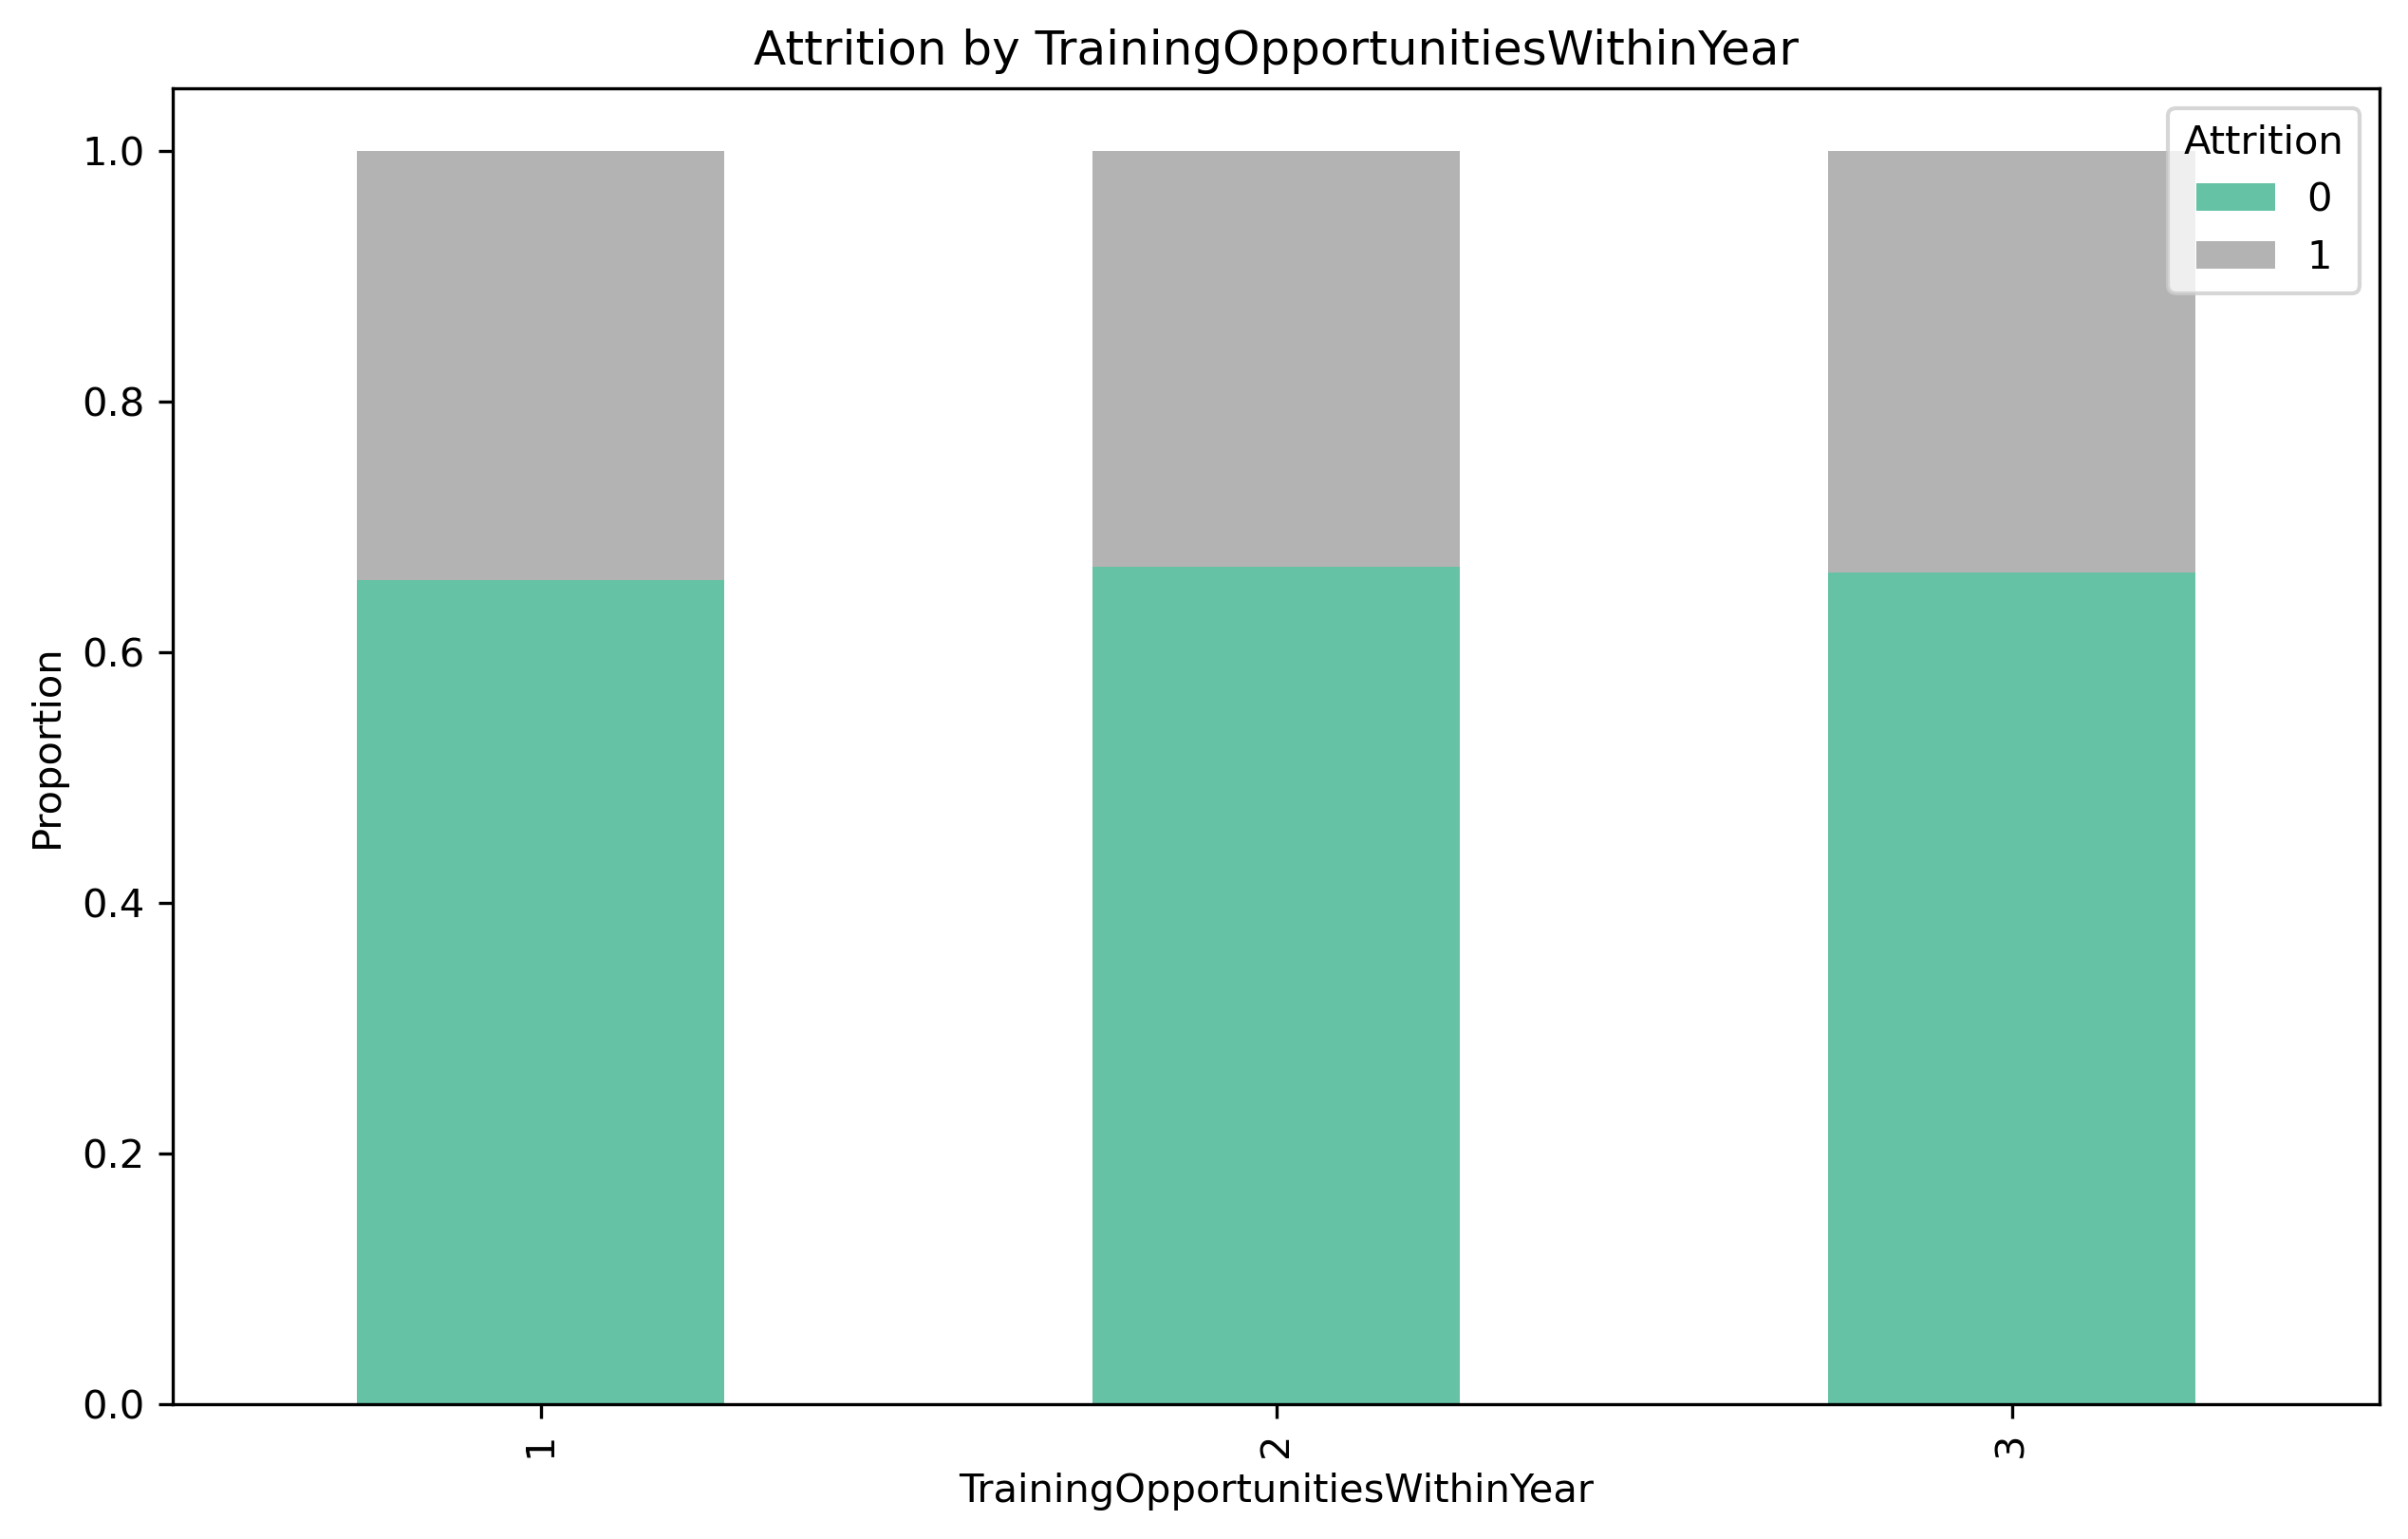 Attrition by TrainingOpportunitiesWithinYear
Attrition
0
1
Proportion
1.0
0.8
0.6
0.4
0.2
0.0
1
2
3
TrainingOpportunitiesWithinYear